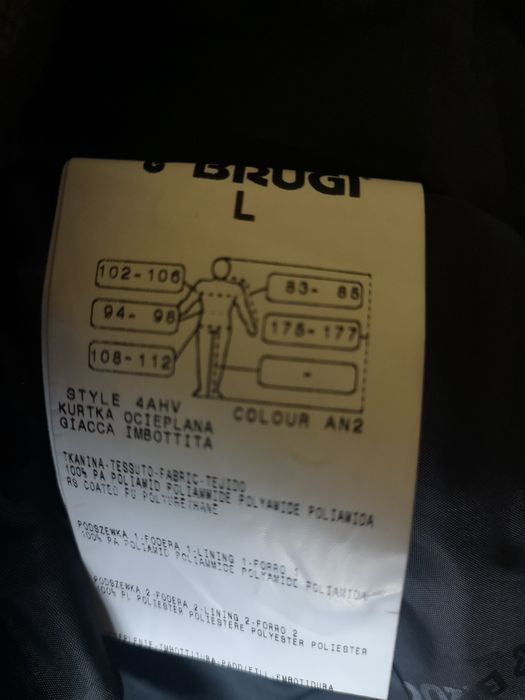 BRUGI
L
102-106
83- 85
94- 98
175-177
108-112
-
STYLE 4AHV
COLOUR AN2
KURTKA OCIEPLANA
GIACCA IMBOTTITA
TKANINA-TESSUTO-FABRIC-TEJIDO
100% PA POLIAMID POLIAMMIDE POLYAMIDE POLIAMIDA
RS COATED PU POLYURETHANE
PODSZEWKA 1-FODERA 1-LINING 1-FORRO 1
100% PA POLIAMID POLIAMMIDE POLYAMIDE POLIAMIDA
PODSZEWKA 2-FODERA 2-LINING 2-FORRO 2
100% PL POLIESTER POLIESTERE POLYESTER POLIESTER